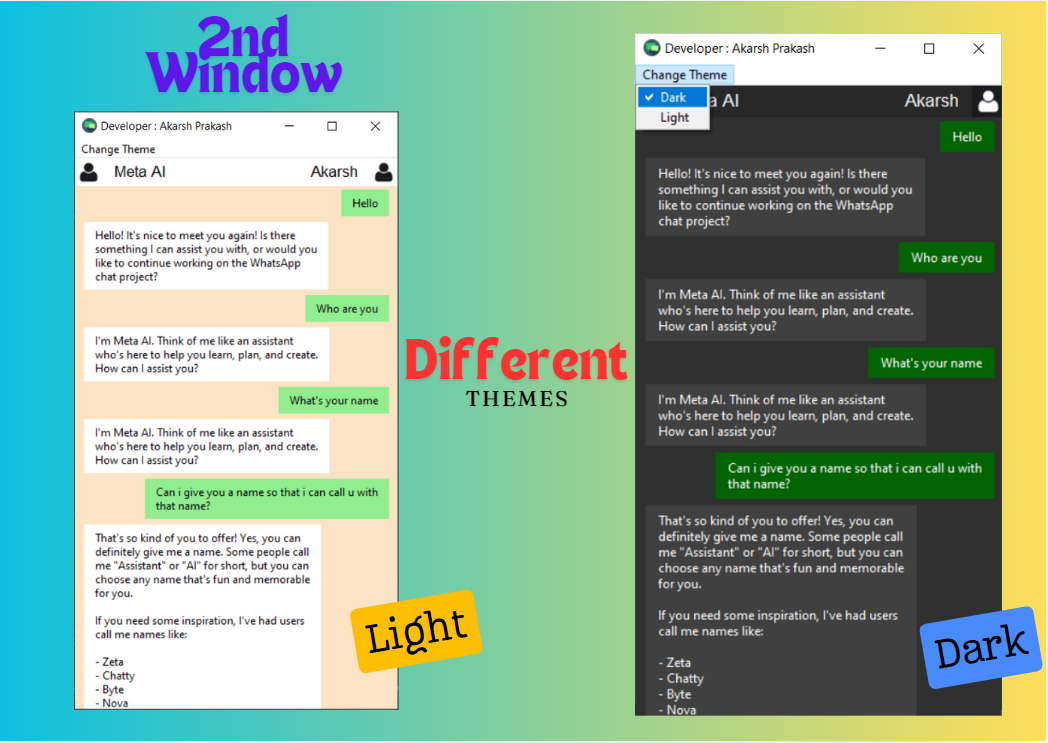 2nd
Window
Developer : Akarsh Prakash
Change Theme
Meta AI
Akarsh
Hello
Hello! It's nice to meet you again! Is there
something I can assist you with, or would you
like to continue working on the WhatsApp
chat project?
Who are you
I'm Meta AI. Think of me like an assistant
who's here to help you learn, plan, and create.
How can I assist you?
What's your name
I'm Meta AI. Think of me like an assistant
who's here to help you learn, plan, and create.
How can I assist you?
Can i give you a name so that i can call u with
that name?
That's so kind of you to offer! Yes, you can
definitely give me a name. Some people call
me "Assistant" or "AI" for short, but you can
choose any name that's fun and memorable
for you.
If you need some inspiration, I've had users
call me names like:
- Zeta
- Chatty
- Byte
- Nova
Light
Different
THEMES
Developer : Akarsh Prakash
Change Theme
Dark
Light
a AI
Akarsh
Hello
Hello! It's nice to meet you again! Is there
something I can assist you with, or would you
like to continue working on the WhatsApp
chat project?
Who are you
I'm Meta AI. Think of me like an assistant
who's here to help you learn, plan, and create.
How can I assist you?
What's your name
I'm Meta AI. Think of me like an assistant
who's here to help you learn, plan, and create.
How can I assist you?
Can i give you a name so that i can call u with
that name?
That's so kind of you to offer! Yes, you can
definitely give me a name. Some people call
me "Assistant" or "AI" for short, but you can
choose any name that's fun and memorable
for you.
If you need some inspiration, I've had users
call me names like:
- Zeta
- Chatty
- Byte
- Nova
Dark